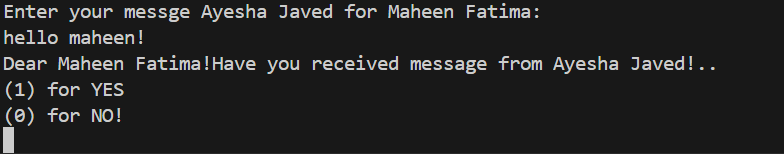 Enter your messge Ayesha Javed for Maheen Fatima:
hello maheen!
Dear Maheen Fatima!Have you received message from Ayesha Javed!..
(1) for YES
(0) for NO!